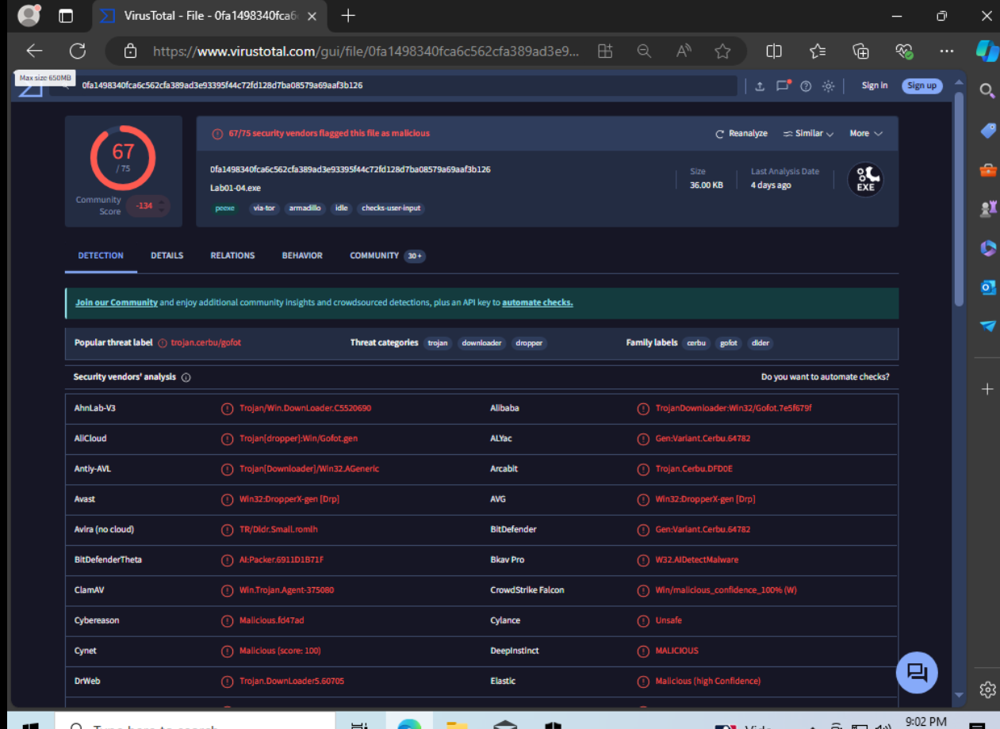 VirusTotal - File - 0fa1498340fca6
https://www.virustotal.com/gui/file/0fa1498340fca6c562cfa389ad3e9...
Max size 650MB
0fa1498340fca6c562cfa389ad3e93395f44c72fd128d7ba08579a69aaf3b126
Sign in
Sign up
67
/ 75
Community
Score
-134
67/75 security vendors flagged this file as malicious
Reanalyze
Similar
More
0fa1498340fca6c562cfa389ad3e93395f44c72fd128d7ba08579a69aaf3b126
Lab01-04.exe
peexe via-tor armadillo idle checks-user-input
Size
36.00 KB
Last Analysis Date
4 days ago
EXE
DETECTION DETAILS RELATIONS BEHAVIOR COMMUNITY 30+
Join our Community and enjoy additional community insights and crowdsourced detections, plus an API key to automate checks.
Popular threat label trojan.cerbu/gofot Threat categories trojan downloader dropper Family labels cerbu gofot dlder
Security vendors' analysis Do you want to automate checks?
AhnLab-V3 Trojan/Win.DownLoader.C5520690 Alibaba TrojanDownloader:Win32/Gofot.7e5f679f
AliCloud Trojan[dropper]:Win/Gofot.gen ALYac Gen:Variant.Cerbu.64782
Antiy-AVL Trojan[Downloader]/Win32.AGeneric Arcabit Trojan.Cerbu.DFD0E
Avast Win32:DropperX-gen [Drp] AVG Win32:DropperX-gen [Drp]
Avira (no cloud) TR/Dldr.Small.romlh BitDefender Gen:Variant.Cerbu.64782
BitDefenderTheta AI:Packer.6911D1B71F Bkav Pro W32.AIDetectMalware
ClamAV Win.Trojan.Agent-375080 CrowdStrike Falcon Win/malicious_confidence_100% (W)
Cybereason Malicious.fd47ad Cylance Unsafe
Cynet Malicious (score: 100) DeepInstinct MALICIOUS
DrWeb Trojan.DownLoader5.60705 Elastic Malicious (high Confidence)
Type here to search
9:02 PM